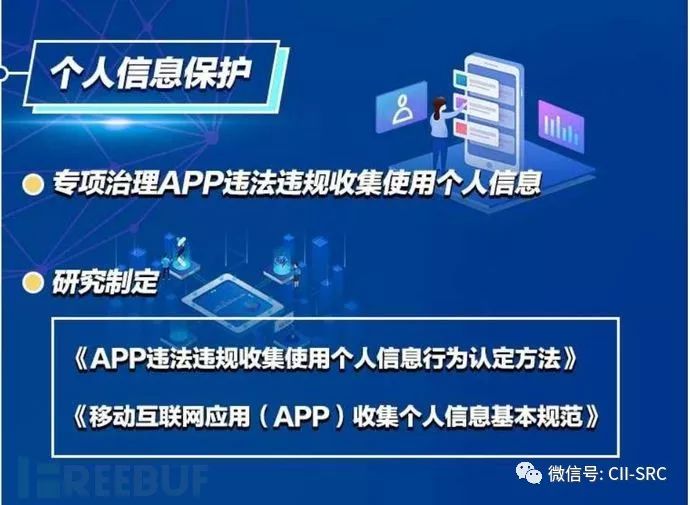 个人信息保护
专项治理APP违法违规收集使用个人信息
研究制定
《APP违法违规收集使用个人信息行为认定方法》
《移动互联网应用（APP）收集个人信息基本规范》
微信号: CII-SRC
FREEBUF